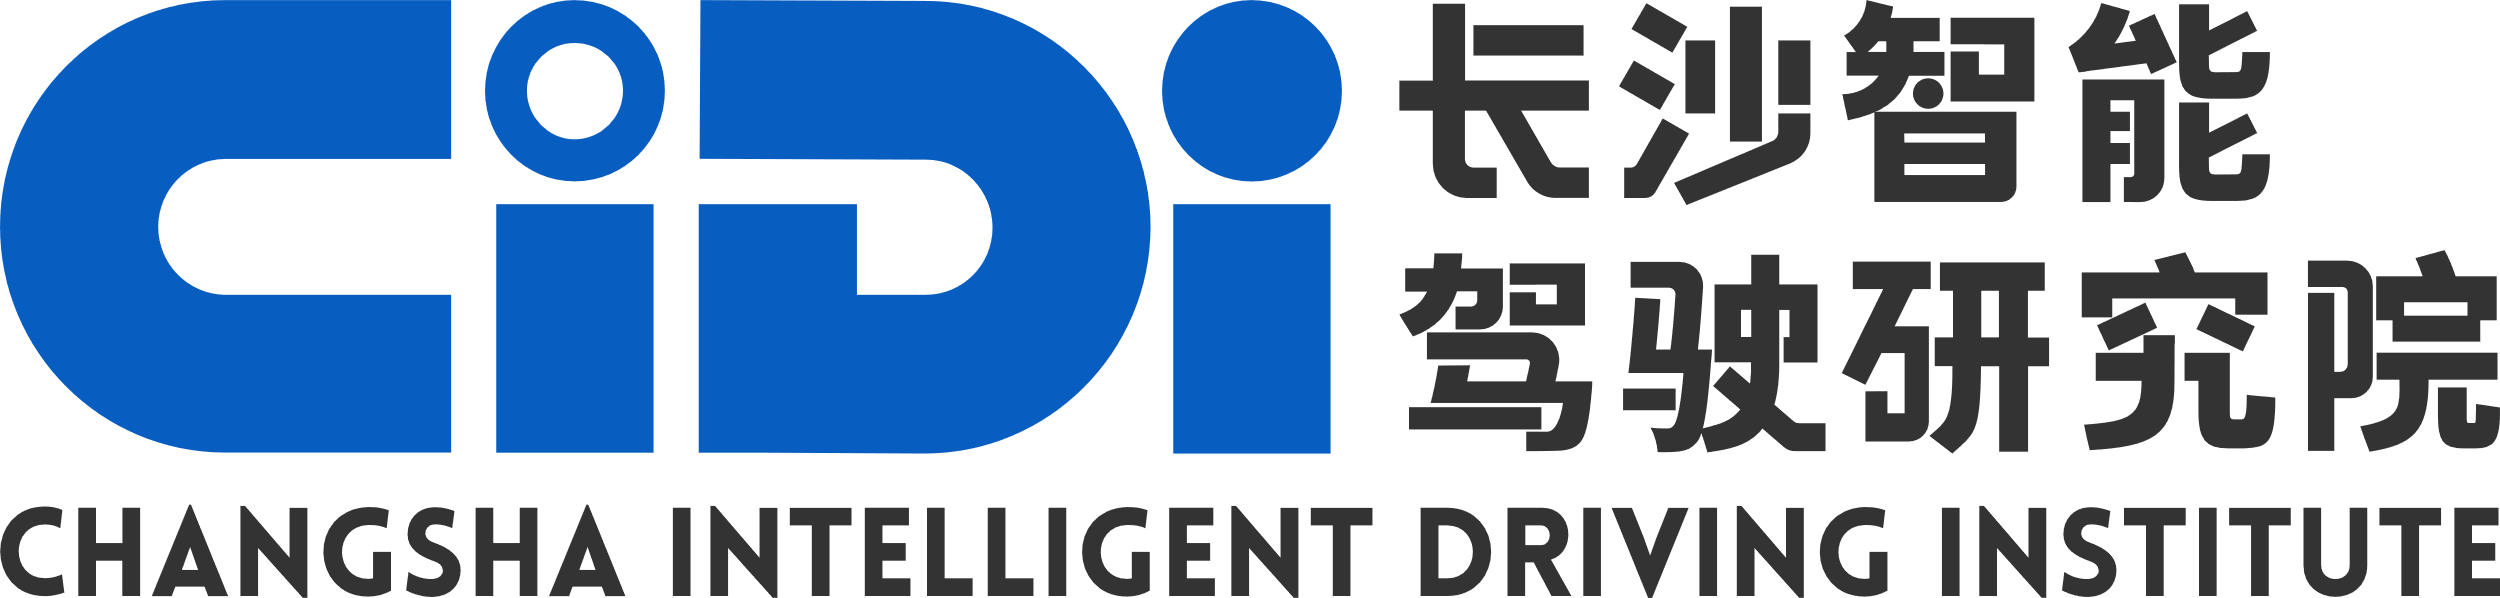 CiDi
长沙智能
驾驶研究院
CHANGSHA INTELLIGENT DRIVING INSTITUTE